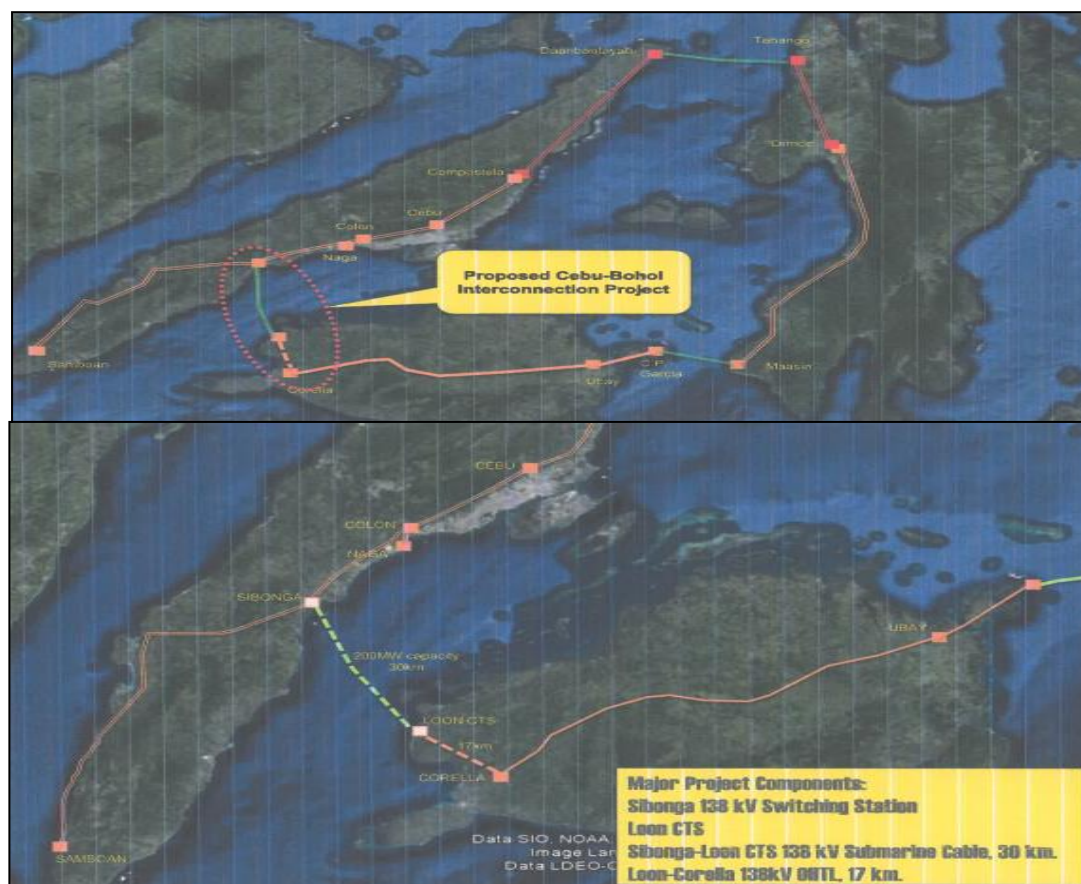 Daanbantayan
Tabango
Ormoc
Compostela
Cebu
Colon
Naga
Proposed Cebu-Bohol
Interconnection Project
Samboan
Corella
Ubay
C.P.
Garcia
Maasin
CEBU
COLON
NAGA
SIBONGA
UBAY
200MW capacity
30km
LOON CTS
17km
CORELLA
SAMBOAN
Data SIO, NOAA,
Image Lan
Data LDEO-C
Major Project Components:
Sibonga 138 kV Switching Station
Loon CTS
Sibonga-Loon CTS 138 kV Submarine Cable, 30 km.
Loon-Corella 138kV OHTL, 17 km.